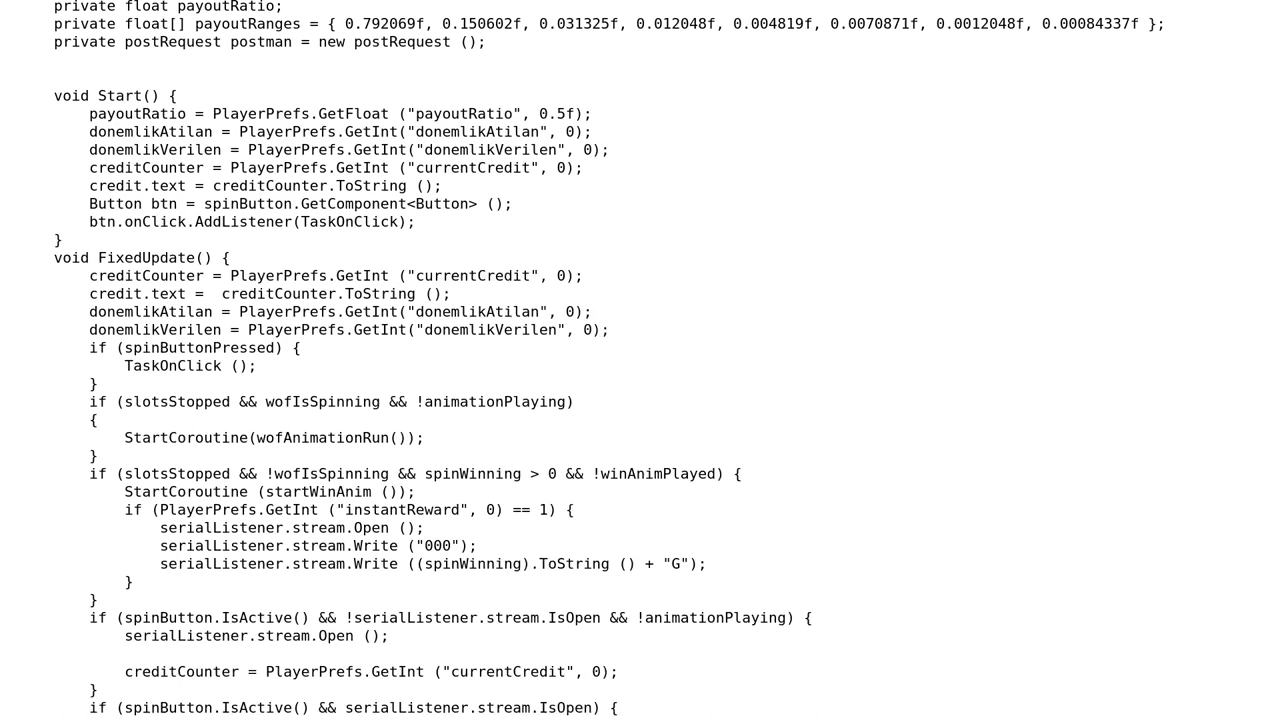 private float payoutRatio;
private float[] payoutRanges = { 0.792069f, 0.150602f, 0.031325f, 0.012048f, 0.004819f, 0.0070871f, 0.0012048f, 0.00084337f };
private postRequest postman = new postRequest ();
void Start() {
payoutRatio = PlayerPrefs.GetFloat ("payoutRatio", 0.5f);
donemlikAtilan = PlayerPrefs.GetInt("donemlikAtilan", 0);
donemlikVerilen = PlayerPrefs.GetInt("donemlikVerilen", 0);
creditCounter = PlayerPrefs.GetInt ("currentCredit", 0);
credit.text = creditCounter.ToString ();
Button btn = spinButton.GetComponent<Button> ();
btn.onClick.AddListener(TaskOnClick);
}
void FixedUpdate() {
creditCounter = PlayerPrefs.GetInt ("currentCredit", 0);
credit.text =  creditCounter.ToString ();
donemlikAtilan = PlayerPrefs.GetInt("donemlikAtilan", 0);
donemlikVerilen = PlayerPrefs.GetInt("donemlikVerilen", 0);
if (spinButtonPressed) {
TaskOnClick ();
}
if (slotsStopped && wofIsSpinning && !animationPlaying)
{
StartCoroutine(wofAnimationRun());
}
if (slotsStopped && !wofIsSpinning && spinWinning > 0 && !winAnimPlayed) {
StartCoroutine (startWinAnim ());
if (PlayerPrefs.GetInt ("instantReward", 0) == 1) {
serialListener.stream.Open ();
serialListener.stream.Write ("000");
serialListener.stream.Write ((spinWinning).ToString () + "G");
}
}
if (spinButton.IsActive() && !serialListener.stream.IsOpen && !animationPlaying) {
serialListener.stream.Open ();
creditCounter = PlayerPrefs.GetInt ("currentCredit", 0);
}
if (spinButton.IsActive() && serialListener.stream.IsOpen) {